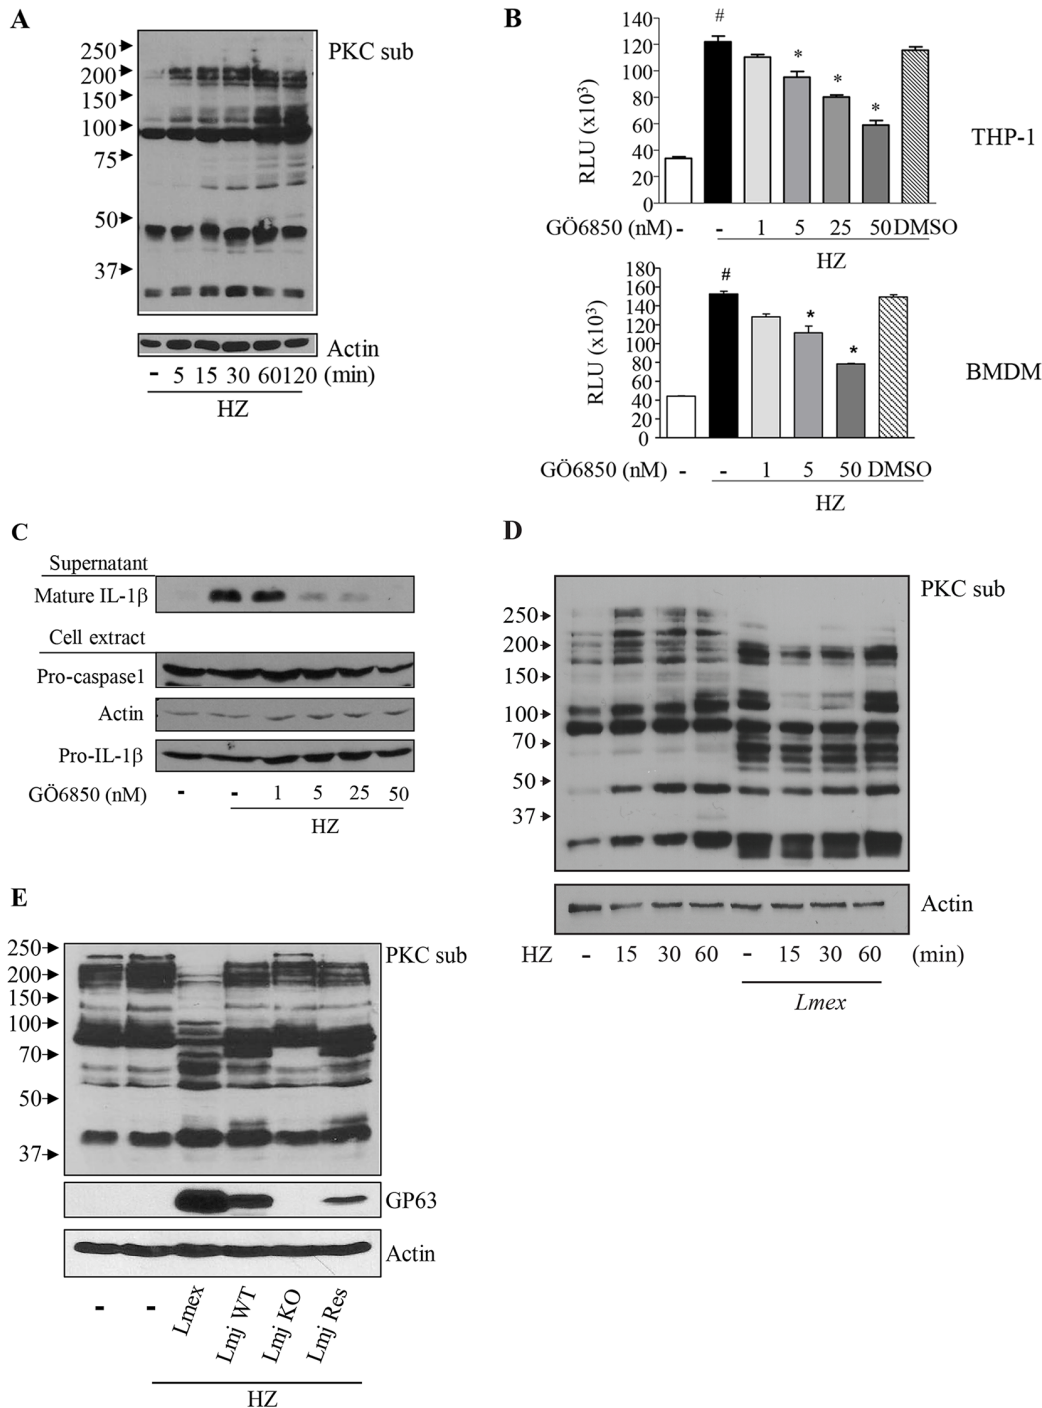 A
PKC sub
250
200
150
100
75
50
37
Actin
- 5 15 30 60 120 (min)
HZ
B
140
120
100
80
60
40
20
0
RLU (x10³)
#
*
*
*
THP-1
GÖ6850 (nM) - - 1 5 25 50 DMSO
HZ
180
160
140
120
100
80
60
40
20
0
RLU (x10³)
#
*
*
BMDM
GÖ6850 (nM) - - 1 5 50 DMSO
HZ
C
Supernatant
Mature IL-1β
Cell extract
Pro-caspase1
Actin
Pro-IL-1β
GÖ6850 (nM) - - 1 5 25 50
HZ
D
PKC sub
250
200
150
100
70
50
37
Actin
HZ - 15 30 60 - 15 30 60 (min)
Lmex
E
PKC sub
250
200
150
100
70
50
37
GP63
Actin
- - Lmex Lmj WT Lmj KO Lmj Res
HZ